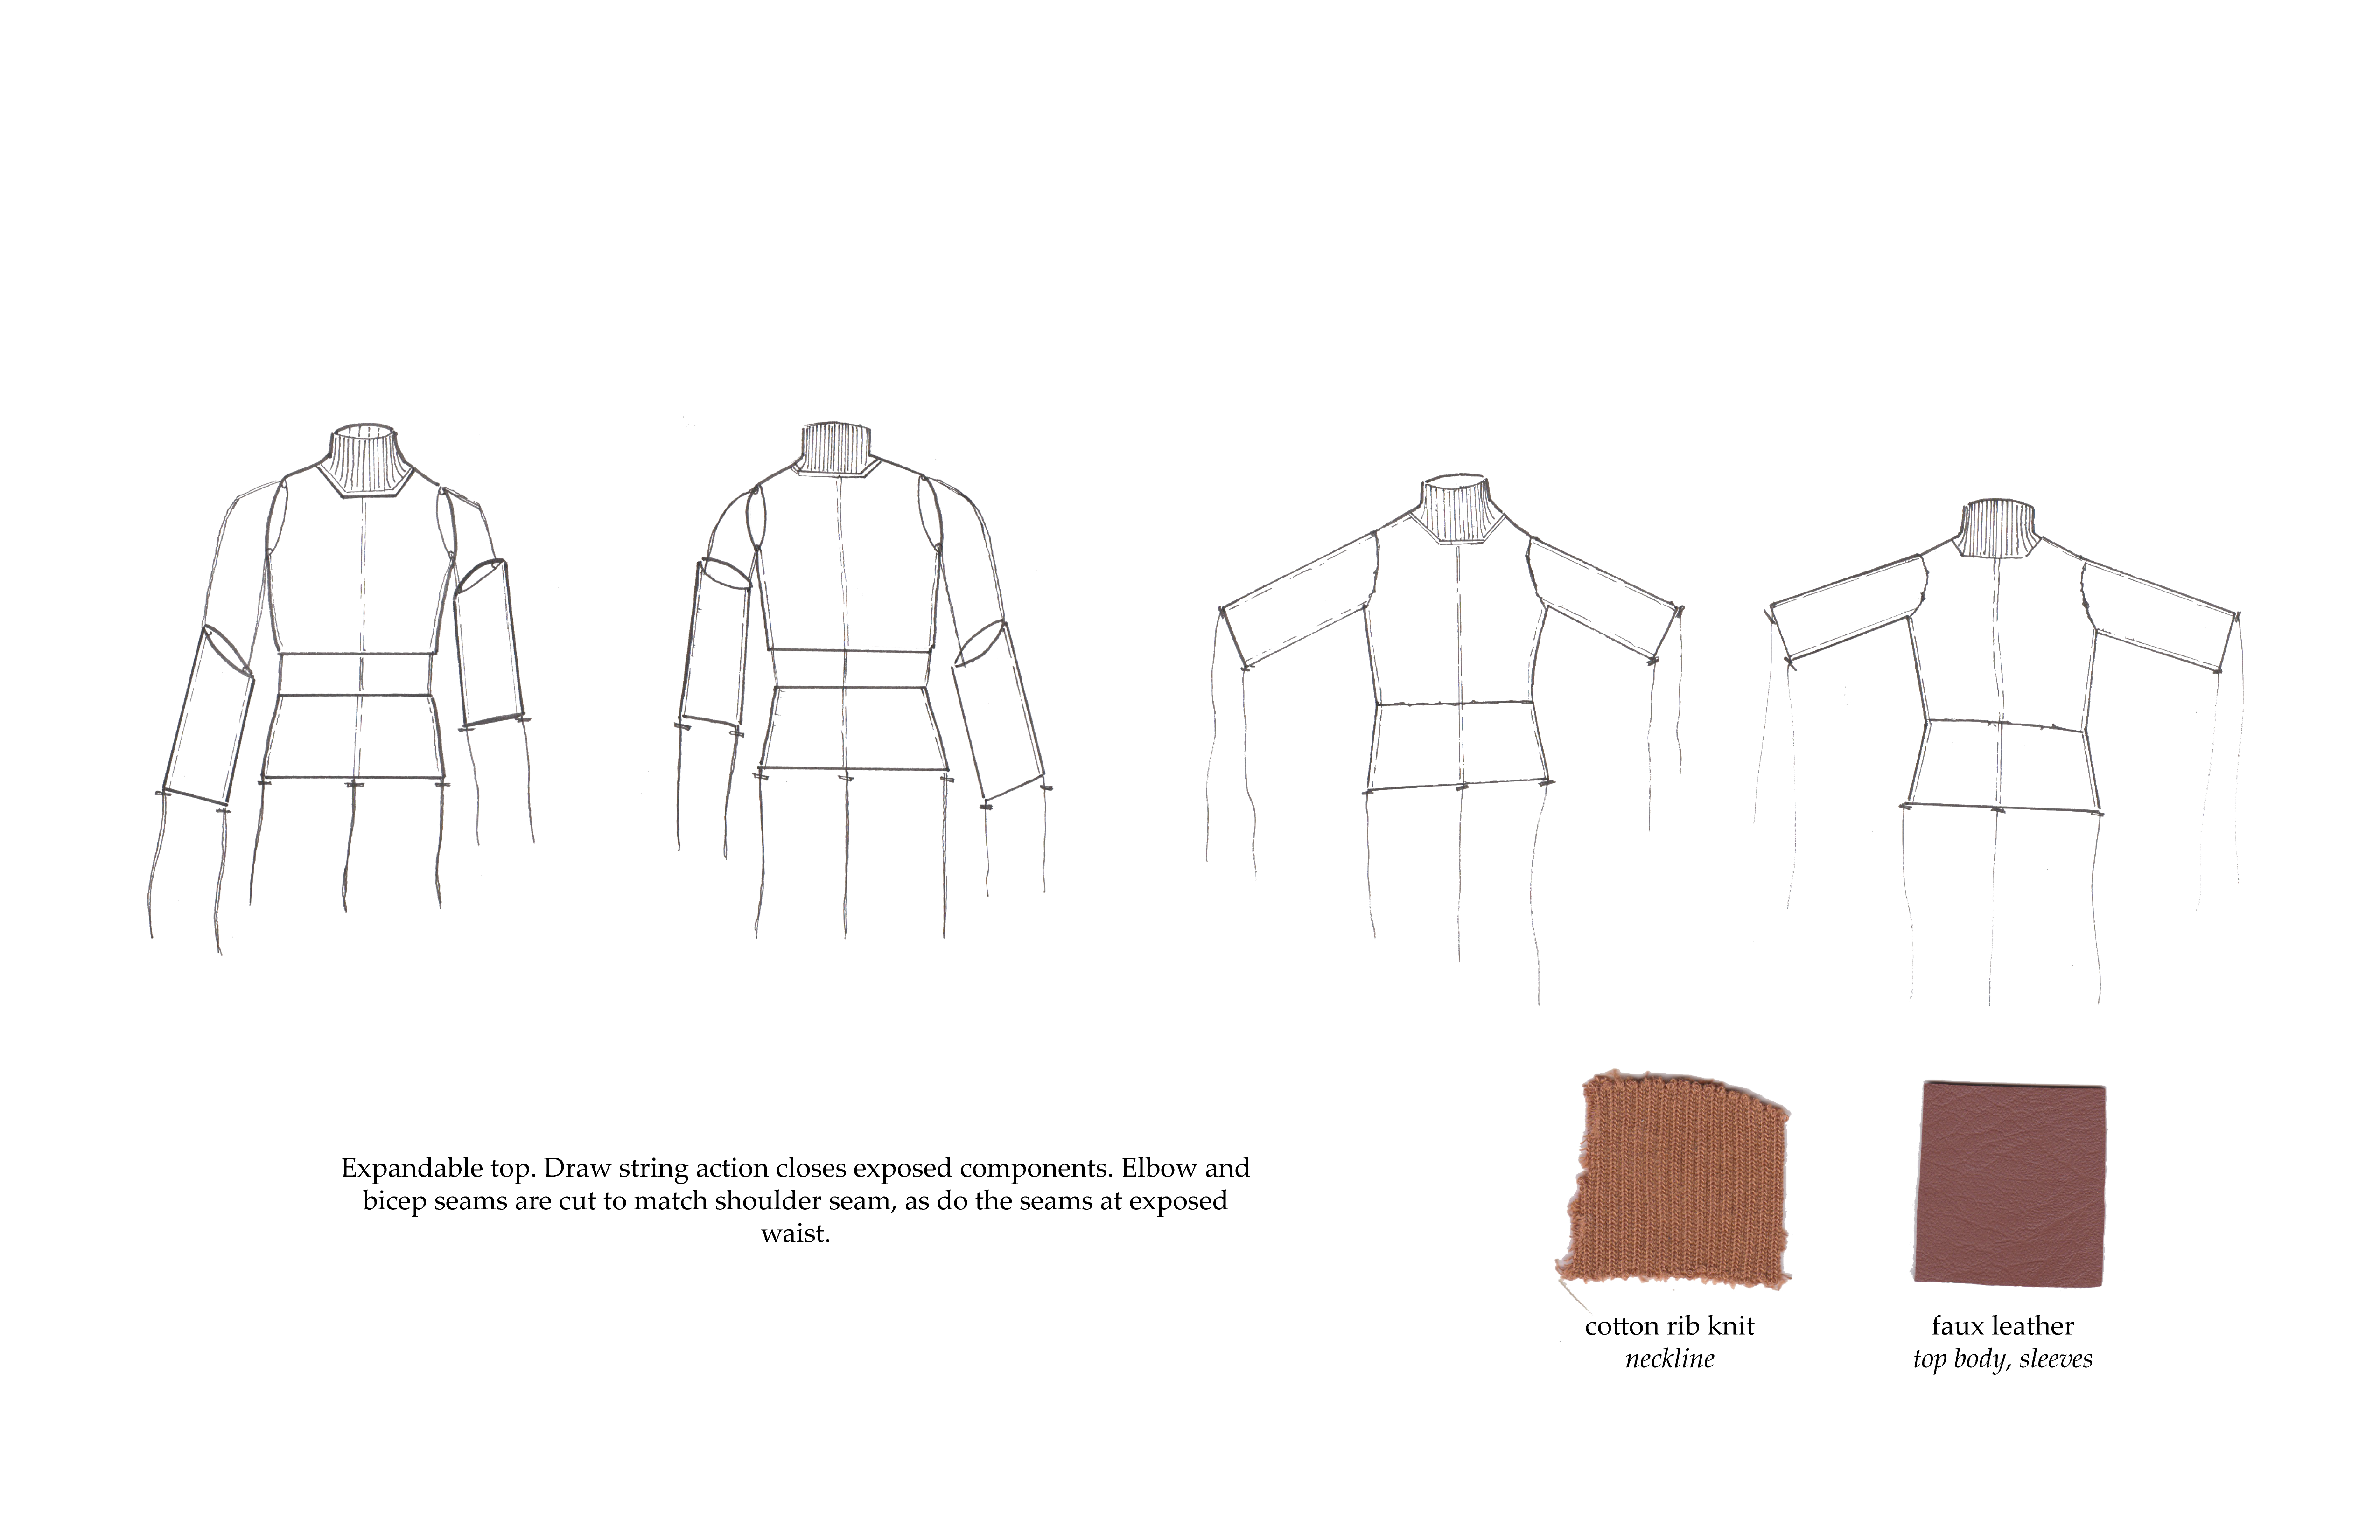 Expandable top. Draw string action closes exposed components. Elbow and
bicep seams are cut to match shoulder seam, as do the seams at exposed
waist.
cotton rib knit
neckline
faux leather
top body, sleeves